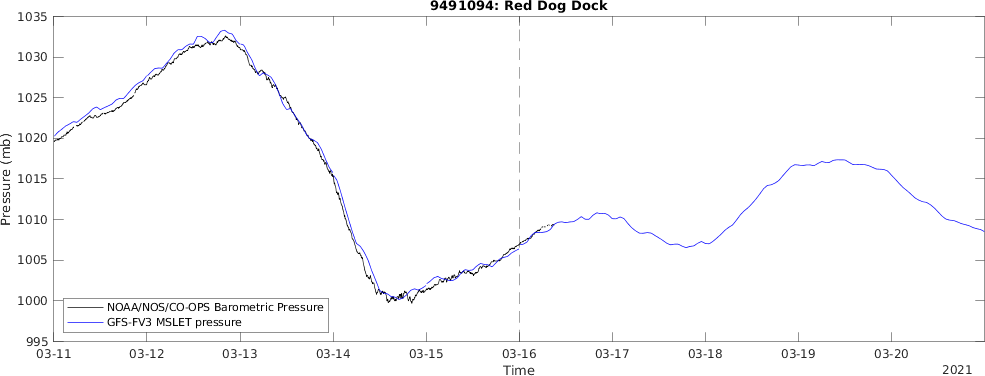 9491094: Red Dog Dock
1035
1030
1025
1020
1015
1010
1005
1000
995
Pressure (mb)
NOAA/NOS/CO-OPS Barometric Pressure
GFS-FV3 MSLET pressure
03-11 03-12 03-13 03-14 03-15 03-16 03-17 03-18 03-19 03-20
Time
2021